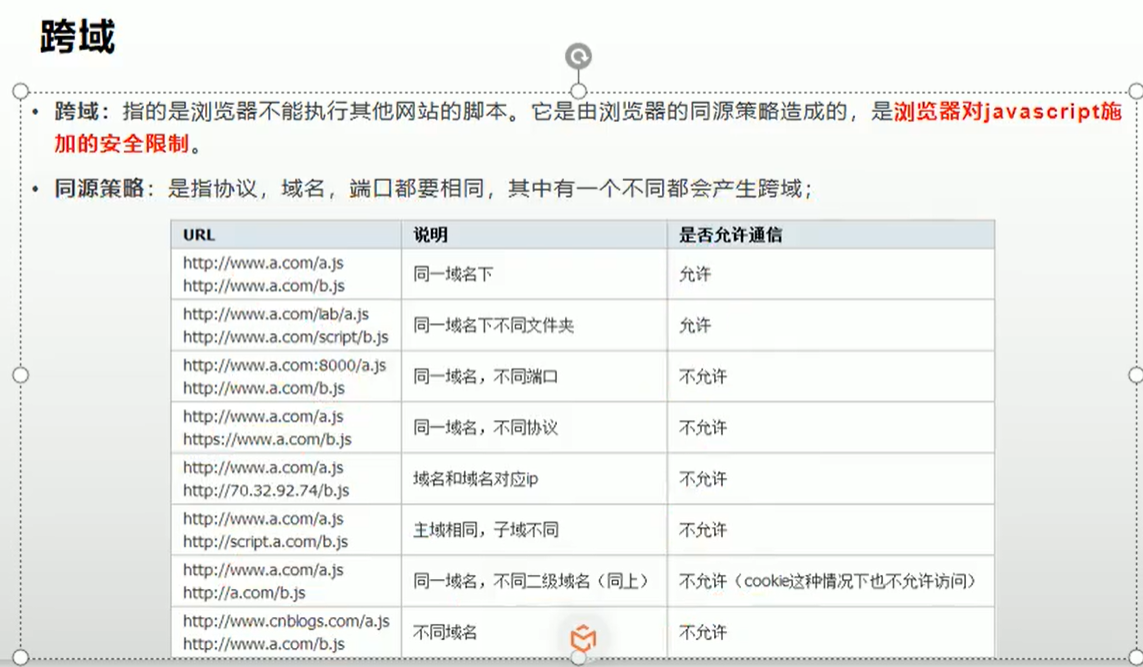 跨域
• 跨域：指的是浏览器不能执行其他网站的脚本。它是由浏览器的同源策略造成的，是浏览器对javascript施
加的安全限制。
• 同源策略：是指协议，域名，端口都要相同，其中有一个不同都会产生跨域；
URL 说明 是否允许通信
http://www.a.com/a.js
http://www.a.com/b.js
同一域名下 允许
http://www.a.com/lab/a.js
http://www.a.com/script/b.js
同一域名下不同文件夹 允许
http://www.a.com:8000/a.js
http://www.a.com/b.js
同一域名，不同端口 不允许
http://www.a.com/a.js
https://www.a.com/b.js
同一域名，不同协议 不允许
http://www.a.com/a.js
http://70.32.92.74/b.js
域名和域名对应ip 不允许
http://www.a.com/a.js
http://script.a.com/b.js
主域相同，子域不同 不允许
http://www.a.com/a.js
http://a.com/b.js
同一域名，不同二级域名（同上） 不允许（cookie这种情况下也不允许访问）
http://www.cnblogs.com/a.js
http://www.a.com/b.js
不同域名 不允许